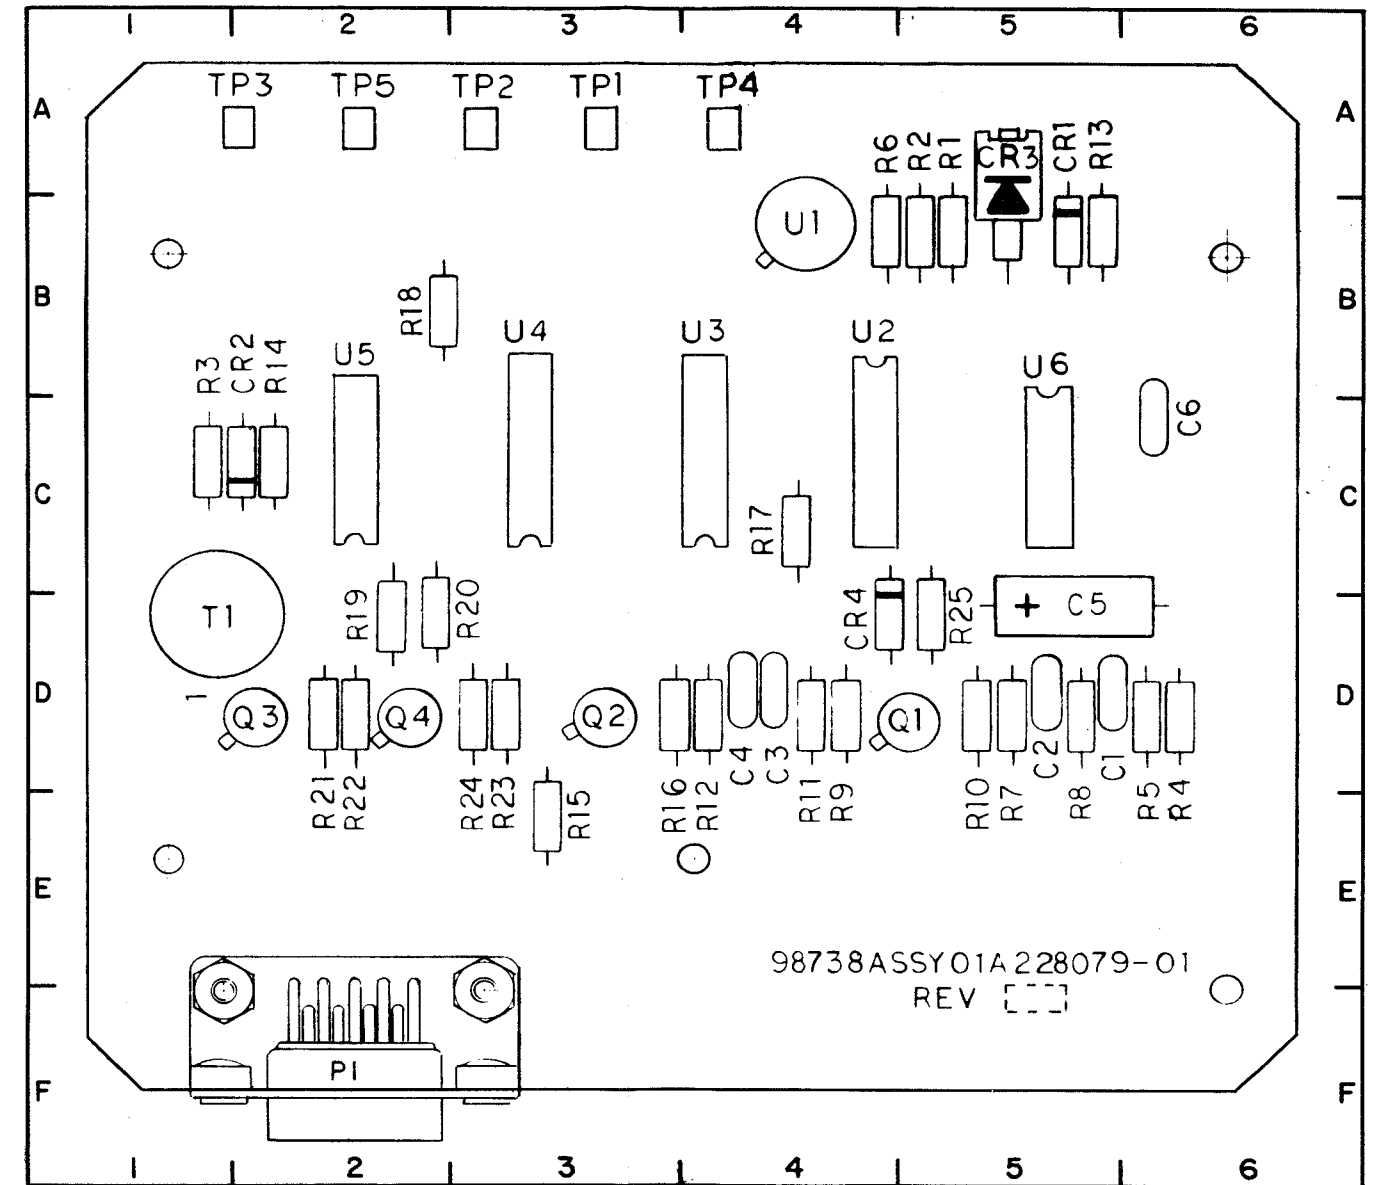 1 2 3 4 5 6
TP3 TP5 TP2 TP1 TP4
A A
R6 R2 R1 CR3 CR1 R13
U1
B B
R18
U5 U4 U3 U2 U6
R3 CR2 R14
C6
C C
R17
T1 R19 R20 CR4 R25 + C5
1
D D
Q3 Q4 Q2 Q1
C4 C3 C2 C1
R21 R22 R24 R23 R15 R16 R12 R11 R9 R10 R7 R8 R5 R4
E E
98738ASSY01A228079-01
REV
P1
F F
1 2 3 4 5 6